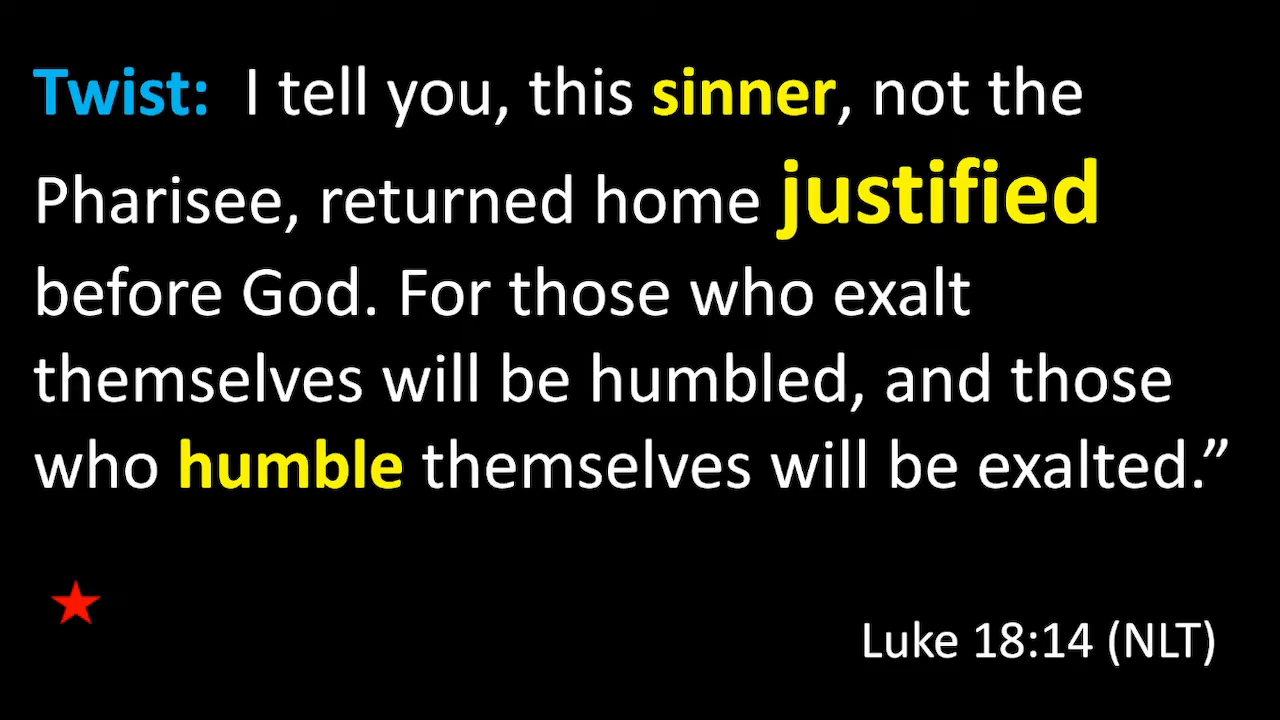 Twist: I tell you, this sinner, not the
Pharisee, returned home justified
before God. For those who exalt
themselves will be humbled, and those
who humble themselves will be exalted.”
Luke 18:14 (NLT)